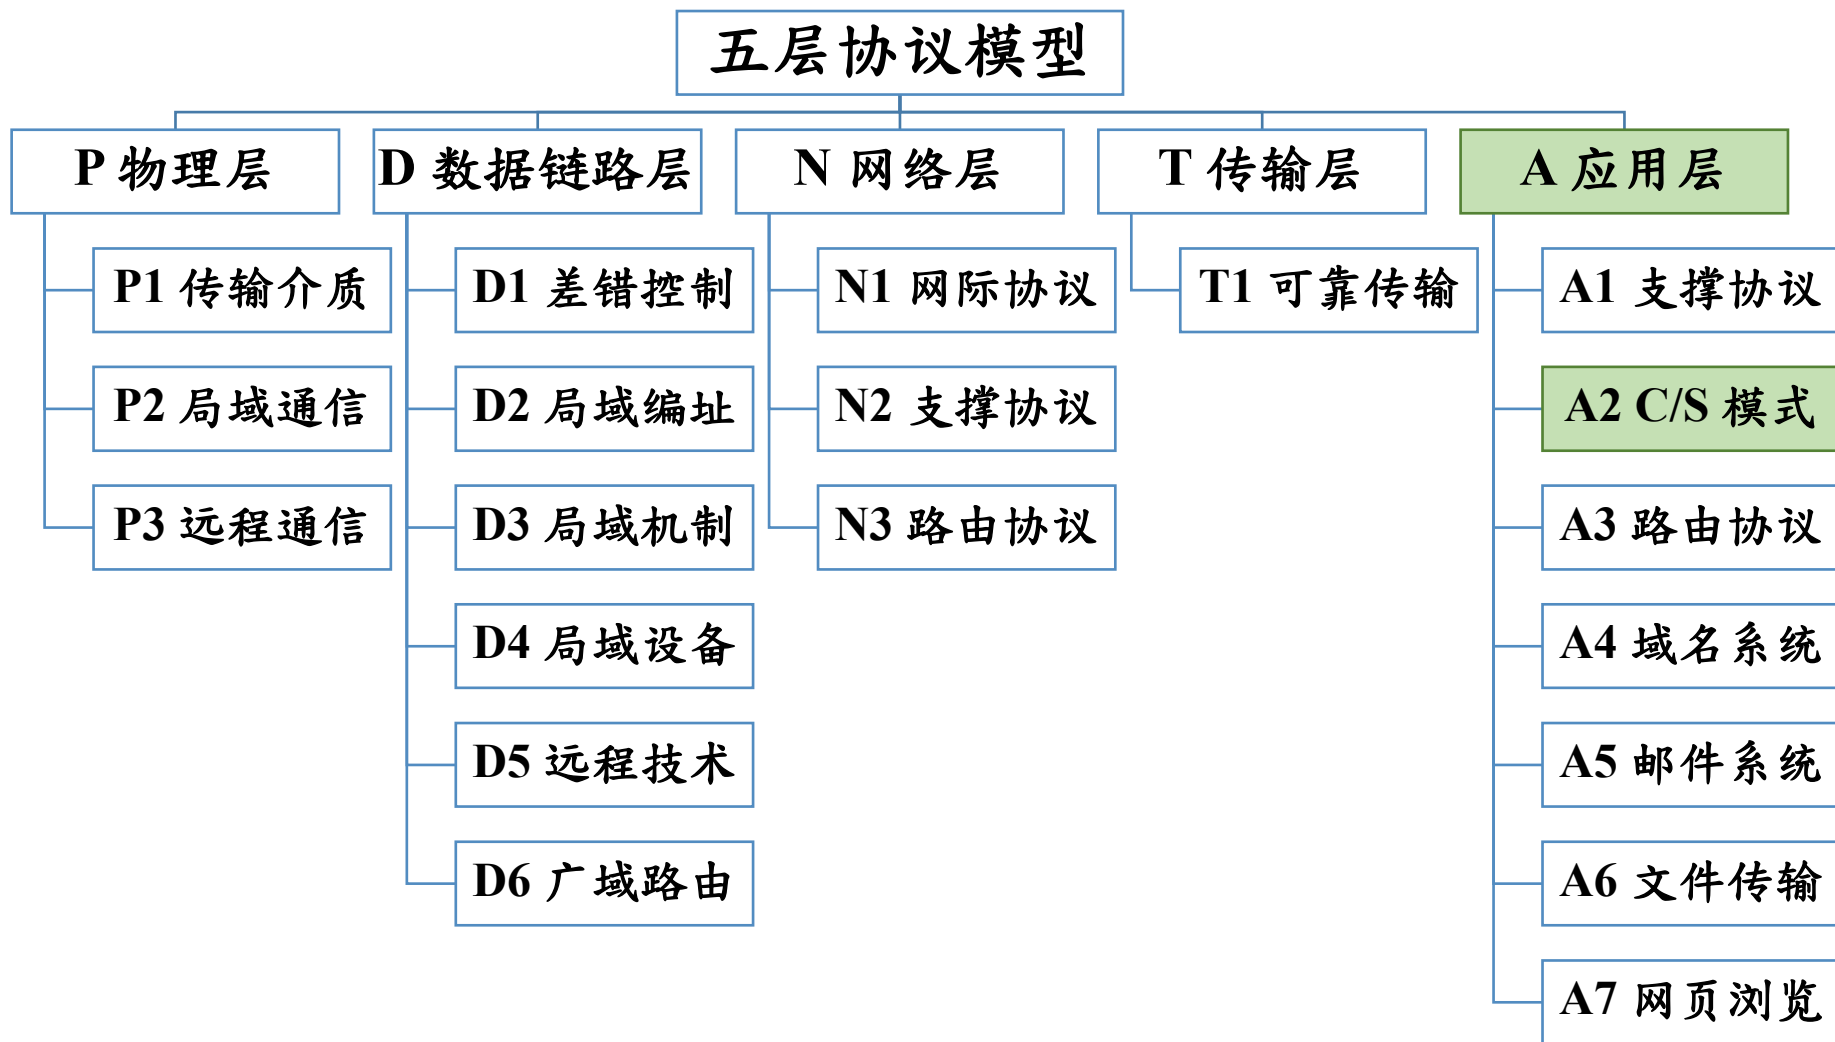 五层协议模型
P 物理层
P1 传输介质
P2 局域通信
P3 远程通信
D 数据链路层
D1 差错控制
D2 局域编址
D3 局域机制
D4 局域设备
D5 远程技术
D6 广域路由
N 网络层
N1 网际协议
N2 支撑协议
N3 路由协议
T 传输层
T1 可靠传输
A 应用层
A1 支撑协议
A2 C/S 模式
A3 路由协议
A4 域名系统
A5 邮件系统
A6 文件传输
A7 网页浏览